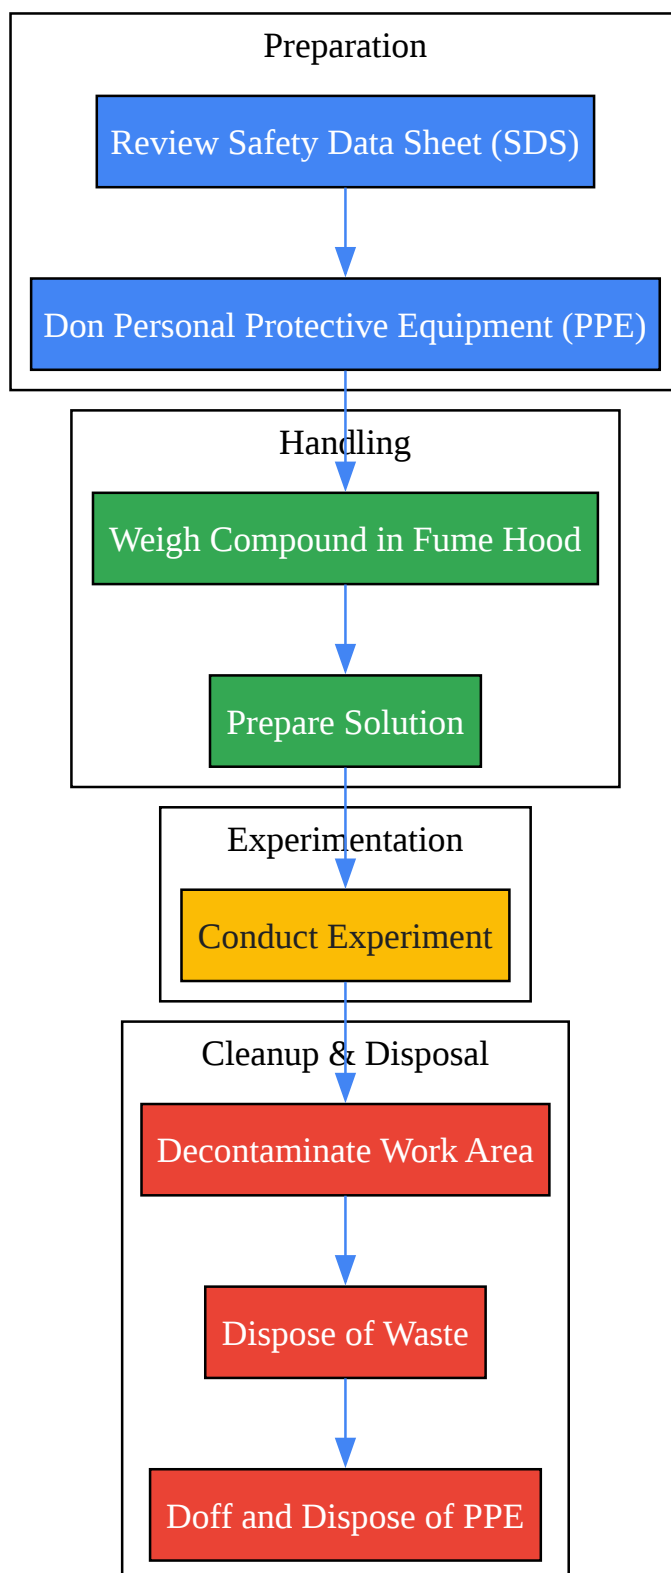 Preparation
Review Safety Data Sheet (SDS)
Don Personal Protective Equipment (PPE)
Handling
Weigh Compound in Fume Hood
Prepare Solution
Experimentation
Conduct Experiment
Cleanup & Disposal
Decontaminate Work Area
Dispose of Waste
Doff and Dispose of PPE